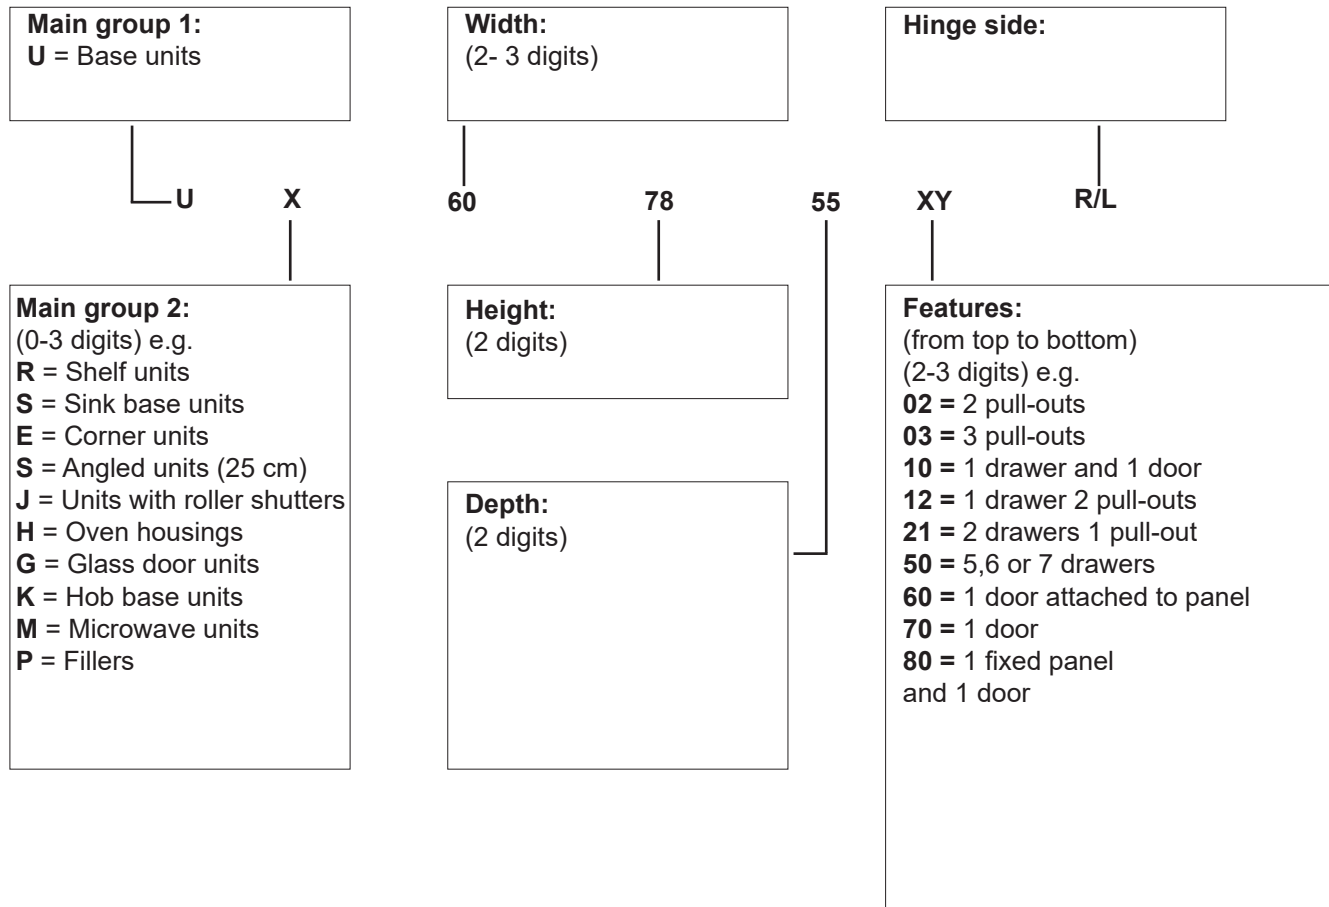 Main group 1:
U = Base units
Width:
(2- 3 digits)
Hinge side:
U X 60 78 55 XY R/L
Main group 2:
(0-3 digits) e.g.
R = Shelf units
S = Sink base units
E = Corner units
S = Angled units (25 cm)
J = Units with roller shutters
H = Oven housings
G = Glass door units
K = Hob base units
M = Microwave units
P = Fillers
Height:
(2 digits)
Depth:
(2 digits)
Features:
(from top to bottom)
(2-3 digits) e.g.
02 = 2 pull-outs
03 = 3 pull-outs
10 = 1 drawer and 1 door
12 = 1 drawer 2 pull-outs
21 = 2 drawers 1 pull-out
50 = 5,6 or 7 drawers
60 = 1 door attached to panel
70 = 1 door
80 = 1 fixed panel
and 1 door